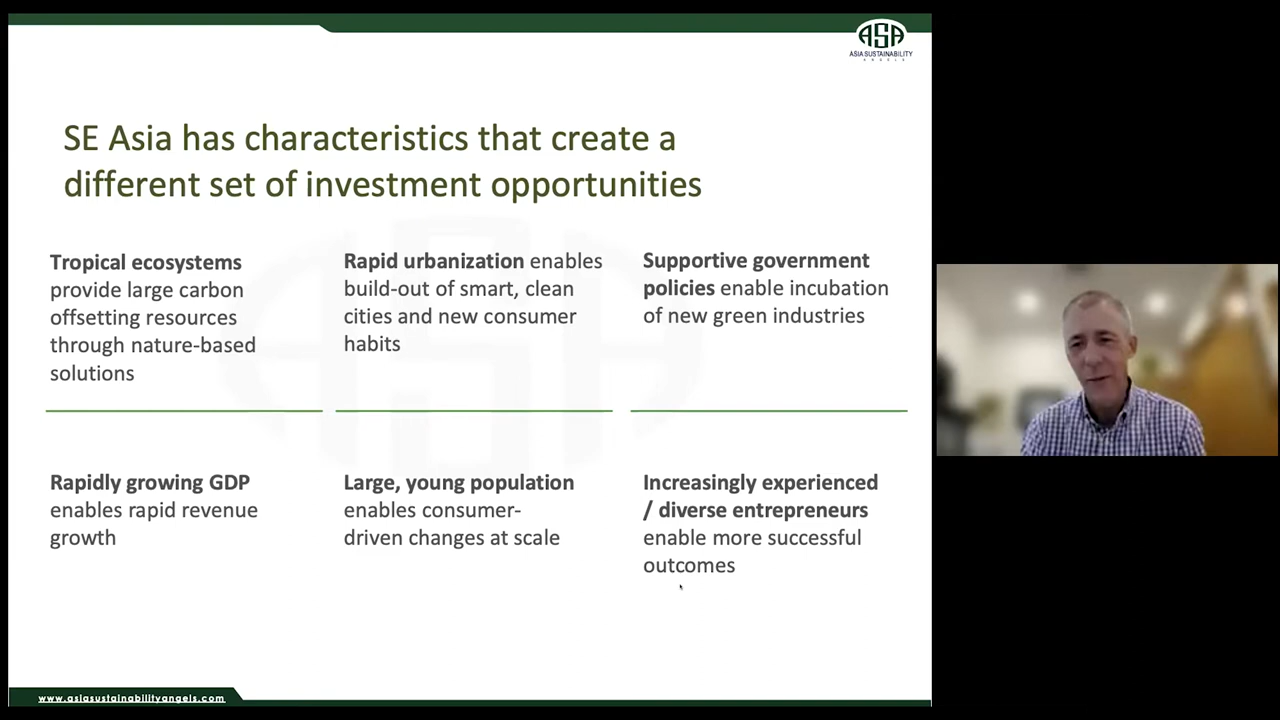 ASA
ASIA SUSTAINABILITY
ANGELS
SE Asia has characteristics that create a
different set of investment opportunities
Tropical ecosystems
provide large carbon
offsetting resources
through nature-based
solutions
Rapid urbanization enables
build-out of smart, clean
cities and new consumer
habits
Supportive government
policies enable incubation
of new green industries
Rapidly growing GDP
enables rapid revenue
growth
Large, young population
enables consumer-
driven changes at scale
Increasingly experienced
/ diverse entrepreneurs
enable more successful
outcomes
www.asiasustainabilityangels.com